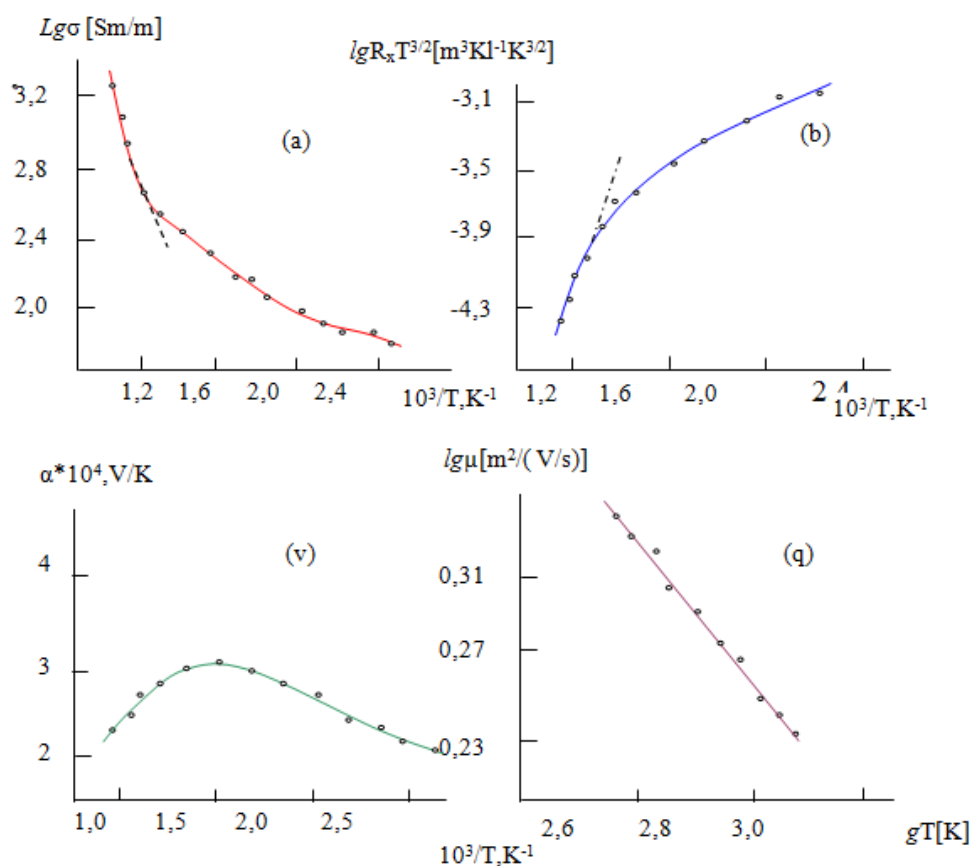 Lgσ [Sm/m]
3,2
2,8
2,4
2,0
(a)
1,2 1,6 2,0 2,4 10³/T,K⁻¹
lgRₓT³ᐟ²[m³Kl⁻¹K³ᐟ²]
-3,1
-3,5
-3,9
-4,3
(b)
1,2 1,6 2,0 2,4 10³/T,K⁻¹
α*10⁴,V/K
4
3
2
(v)
1,0 1,5 2,0 2,5
10³/T,K⁻¹
lgμ[m²/( V/s)]
0,31
0,27
0,23
(q)
2,6 2,8 3,0 gT[K]